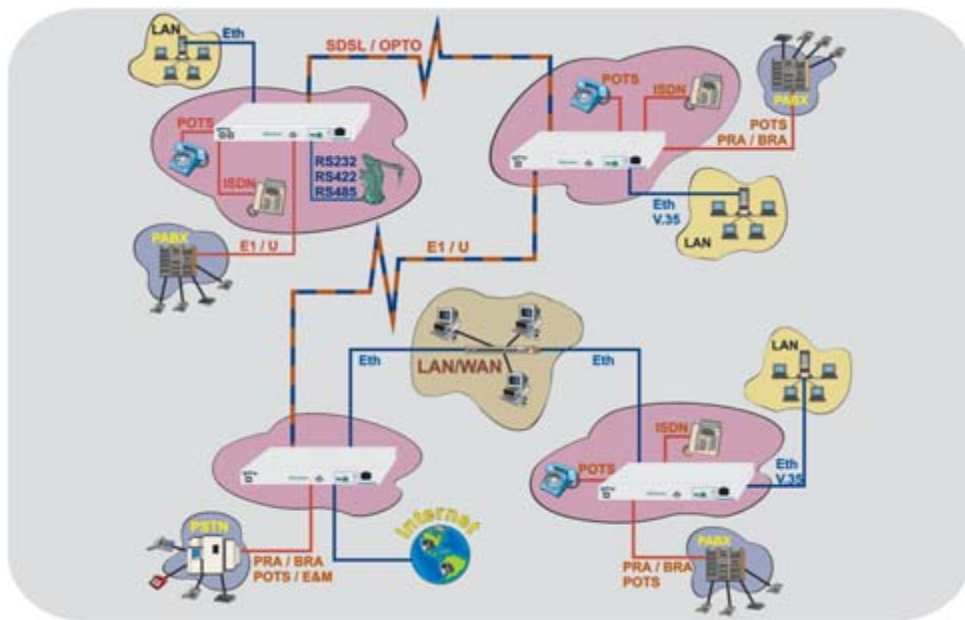 LAN
Eth
SDSL / OPTO
POTS
ISDN
RS232
RS422
RS485
PABX
E1 / U
POTS
ISDN
PABX
POTS
PRA / BRA
Eth
V.35
LAN
E1 / U
Eth
LAN/WAN
Eth
LAN
ISDN
POTS
Eth
V.35
PSTN
PRA / BRA
POTS / E&M
Internet
PRA / BRA
POTS
PABX